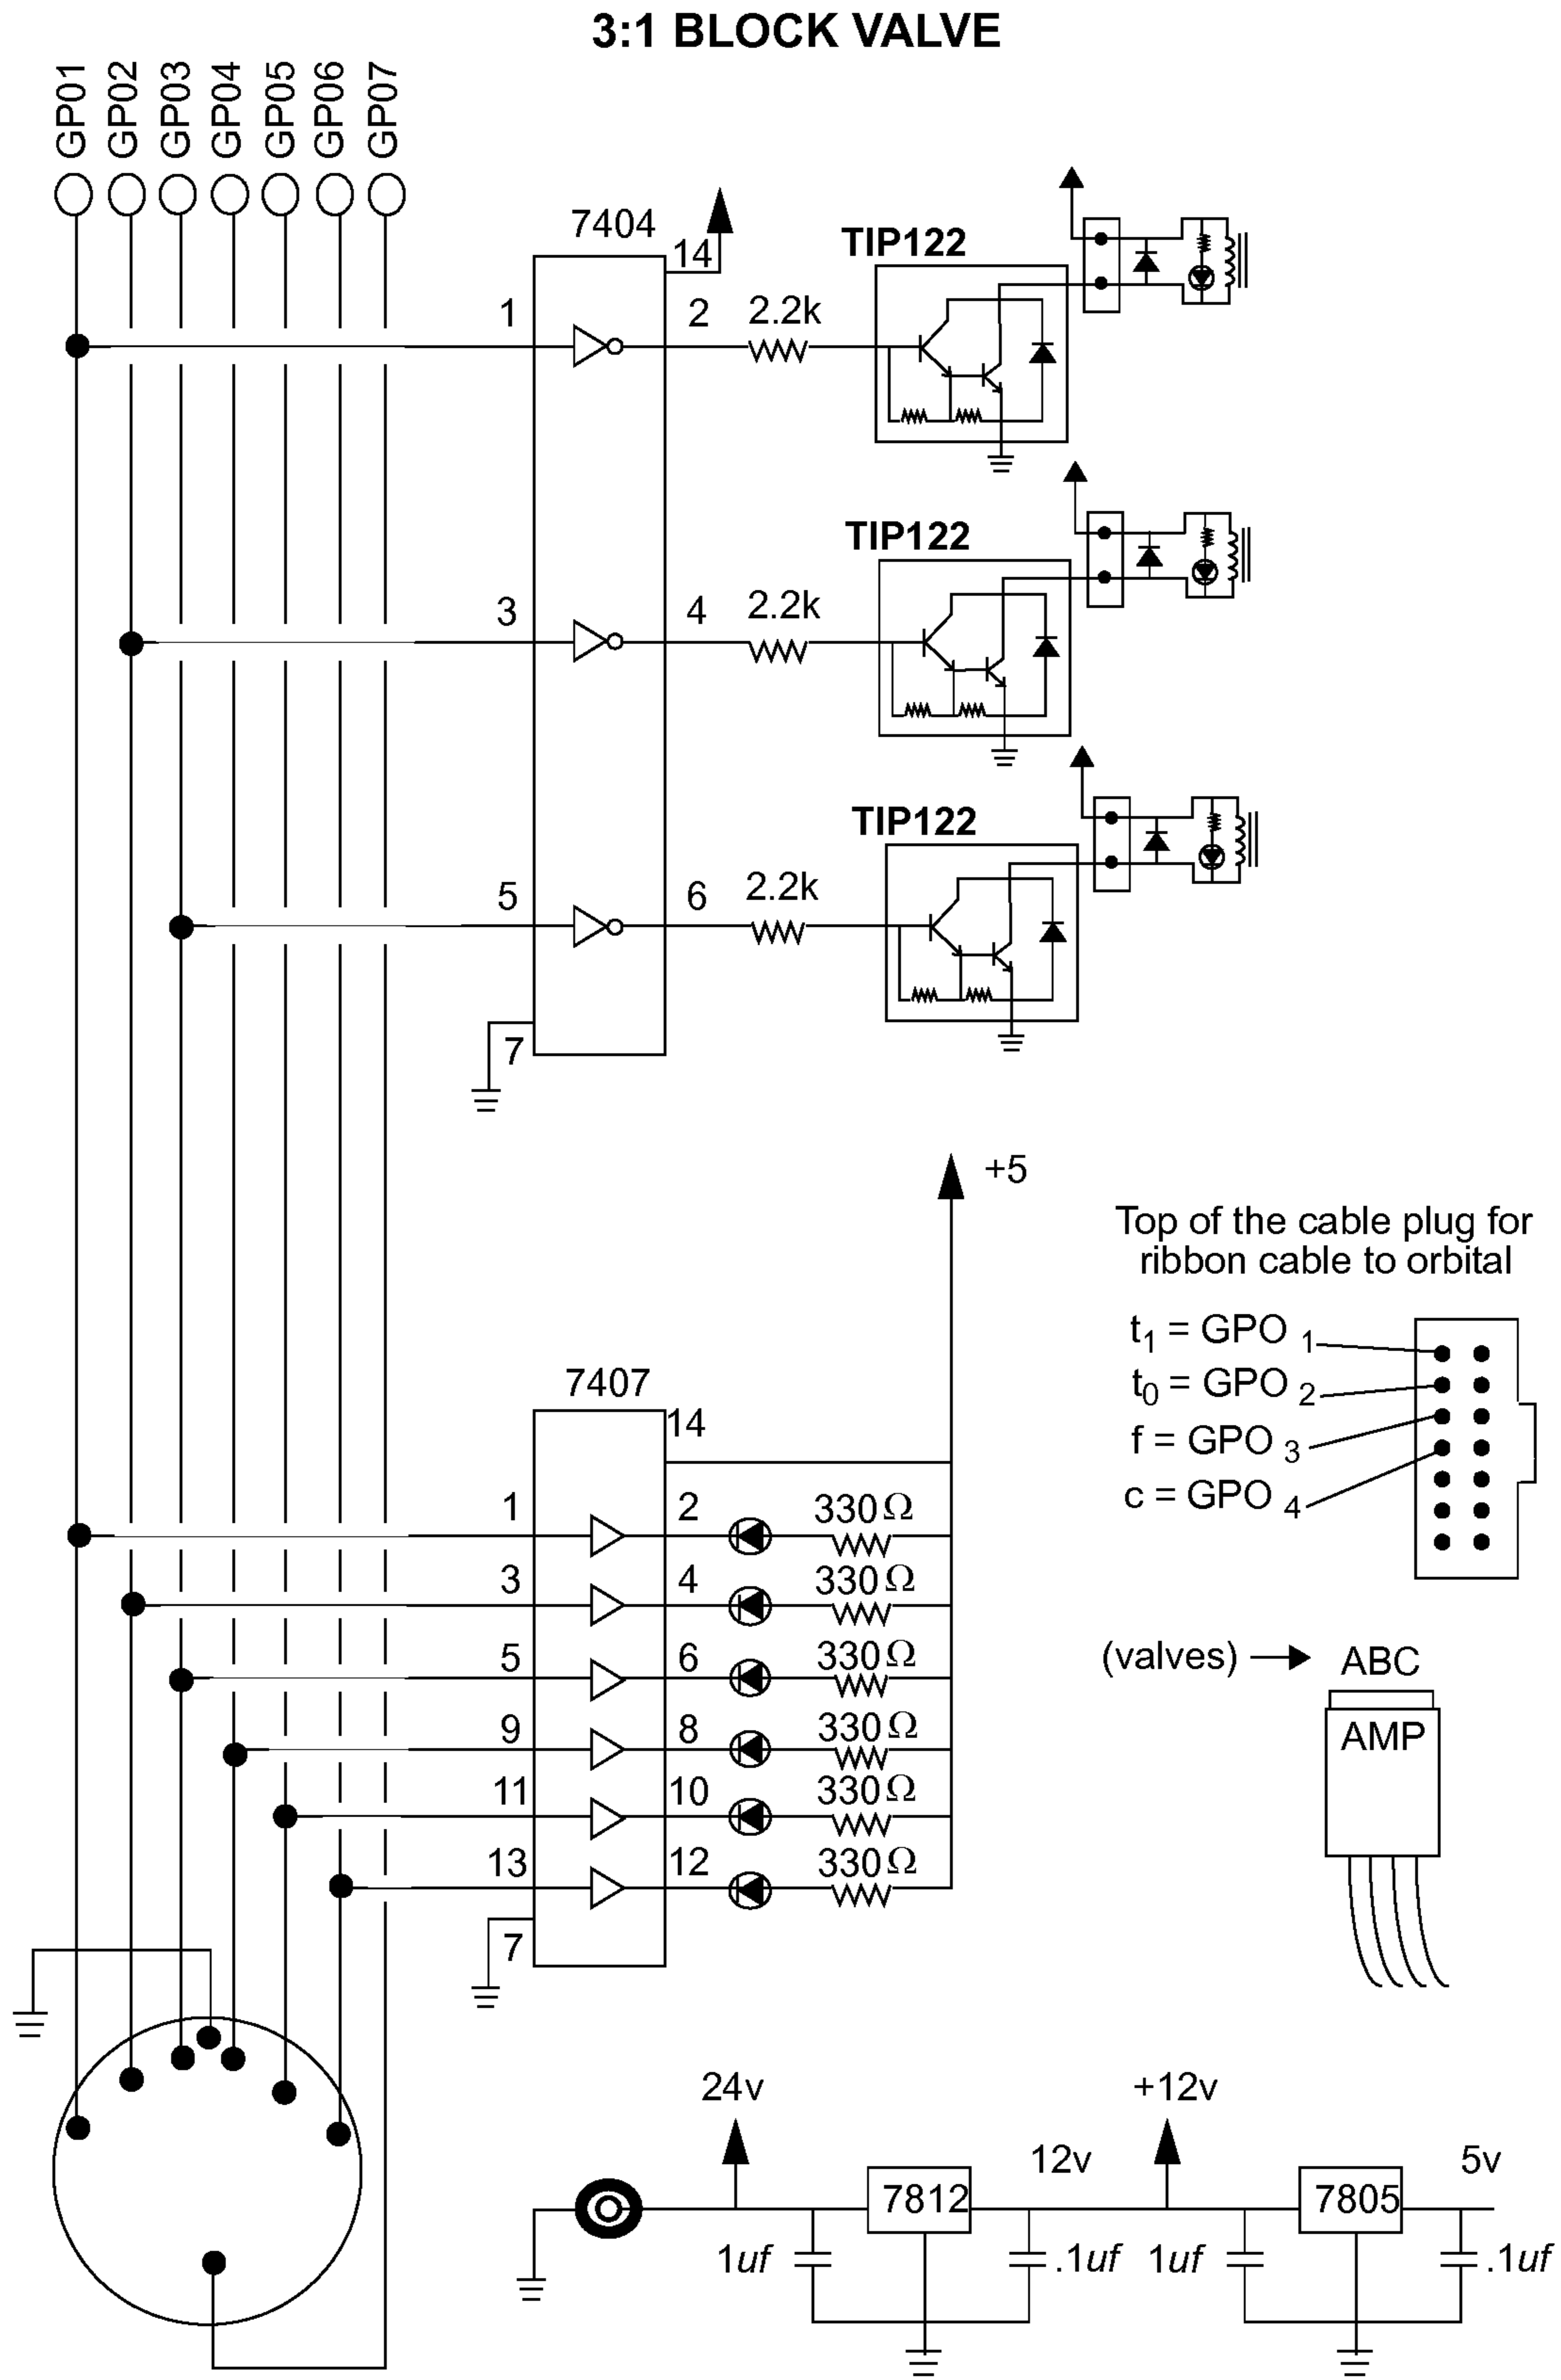 3:1 BLOCK VALVE
GP01
GP02
GP03
GP04
GP05
GP06
GP07
7404
14
TIP122
1
2
2.2k
TIP122
3
4
2.2k
TIP122
5
6
2.2k
7
+5
Top of the cable plug for
ribbon cable to orbital
t1 = GPO 1
t0 = GPO 2
f = GPO 3
c = GPO 4
7407
14
1
2
330Ω
3
4
330Ω
5
6
330Ω
9
8
330Ω
11
10
330Ω
13
12
330Ω
7
(valves)
ABC
AMP
24v
+12v
12v
5v
7812
7805
1uf
.1uf
1uf
.1uf